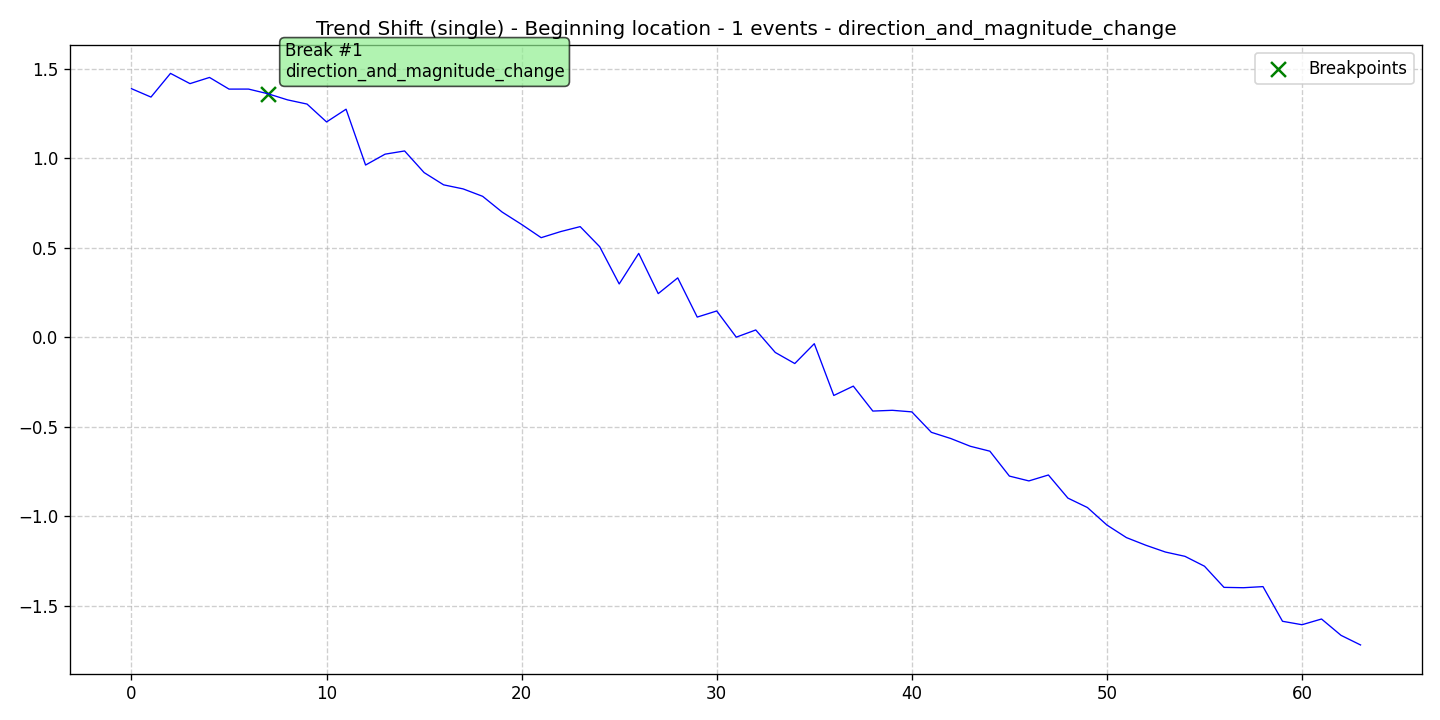 Trend Shift (single) - Beginning location - 1 events - direction_and_magnitude_change
Break #1
direction_and_magnitude_change
Breakpoints
1.5
1.0
0.5
0.0
−0.5
−1.0
−1.5
0 10 20 30 40 50 60